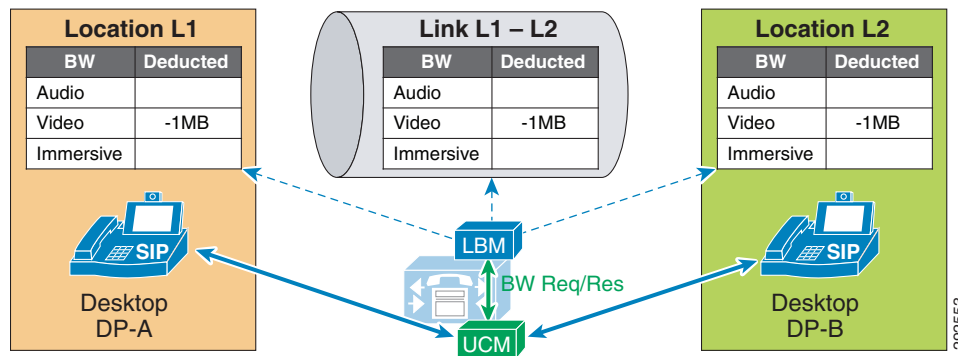 Location L1
BW Deducted
Audio
Video -1MB
Immersive
SIP
Desktop
DP-A
Link L1 – L2
BW Deducted
Audio
Video -1MB
Immersive
LBM
BW Req/Res
UCM
Location L2
BW Deducted
Audio
Video -1MB
Immersive
SIP
Desktop
DP-B